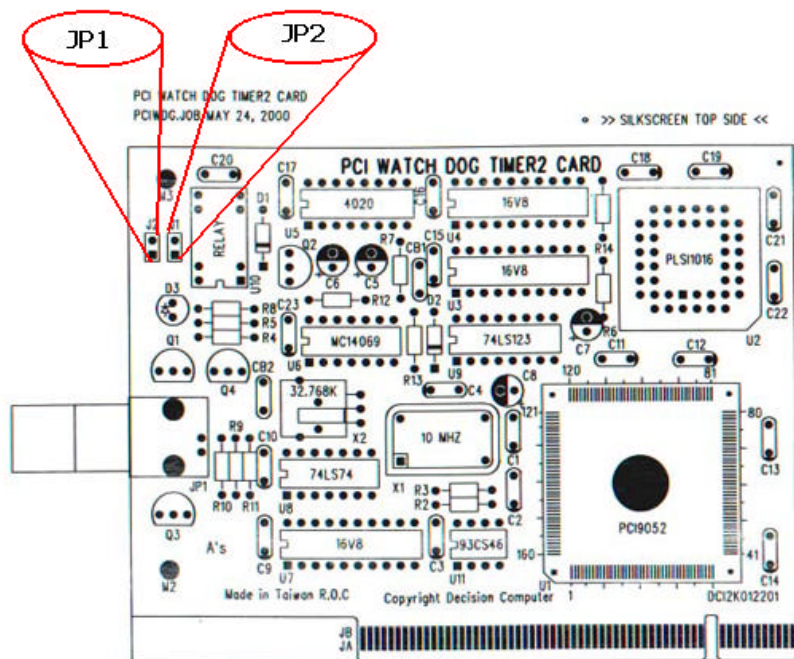 JP1
JP2
PCI WATCH DOG TIMER2 CARD
PCIWDG.JOB MAY 24, 2000
>> SILKSCREEN TOP SIDE <<
PCI WATCH DOG TIMER2 CARD
C20
C17
C18
C19
W3
D1
4020
C16
16V8
RELAY
U5
R7
C15
U4
R14
C21
J1
Q2
CB1
16V8
PLSI1016
U10
C6
C5
D2
U3
D3
R12
C22
R8
R5
R4
C23
MC14069
74LS123
R6
C7
U2
Q1
U6
R13
U9
C8
C11
C12
Q4
CB2
32.768K
C4
120
81
121
80
R9
C10
X2
10 MHZ
C1
C13
JP1
74LS74
X1
R3
R2
C2
R10
R11
U8
PCI9052
Q3
A's
16V8
93CS46
160
41
C9
U7
C3
U11
U1
C14
W2
Made in Taiwan R.O.C
Copyright Decision Computer
1
40
DCI2K012201
JB
JA